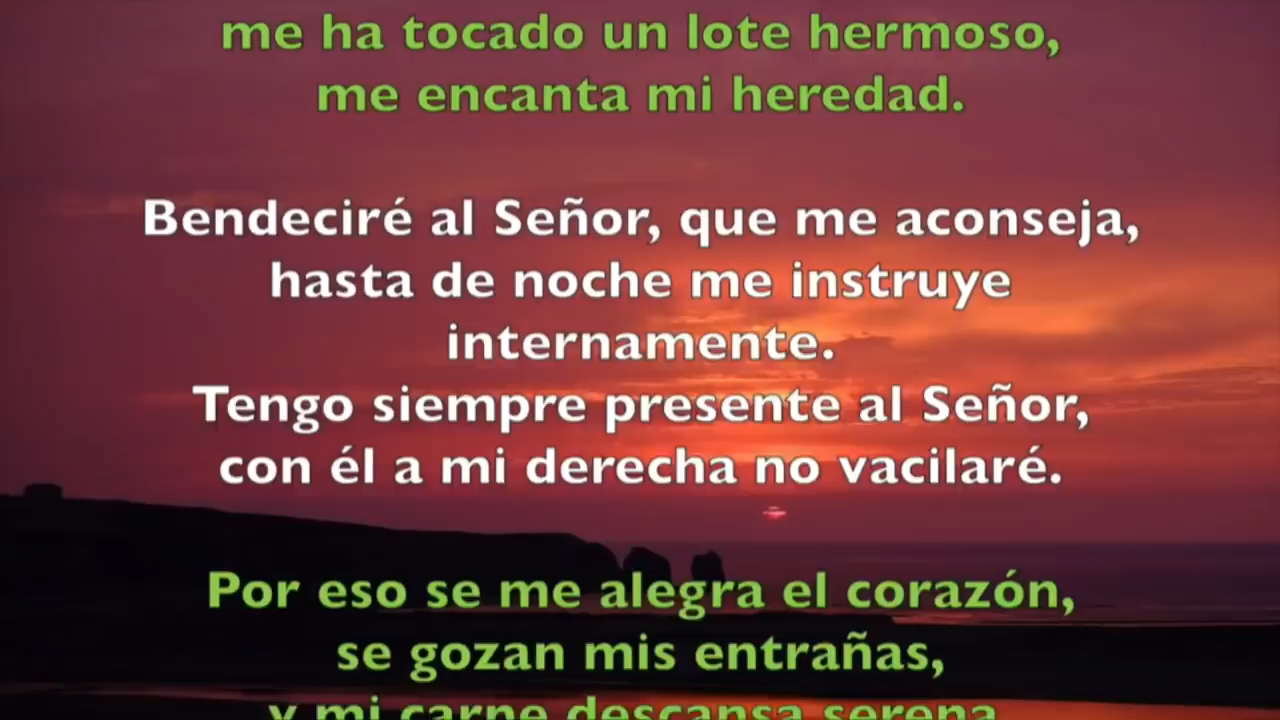 me ha tocado un lote hermoso,
me encanta mi heredad.
Bendeciré al Señor, que me aconseja,
hasta de noche me instruye
internamente.
Tengo siempre presente al Señor,
con él a mi derecha no vacilaré.
Por eso se me alegra el corazón,
se gozan mis entrañas,
y mi carne descansa serena